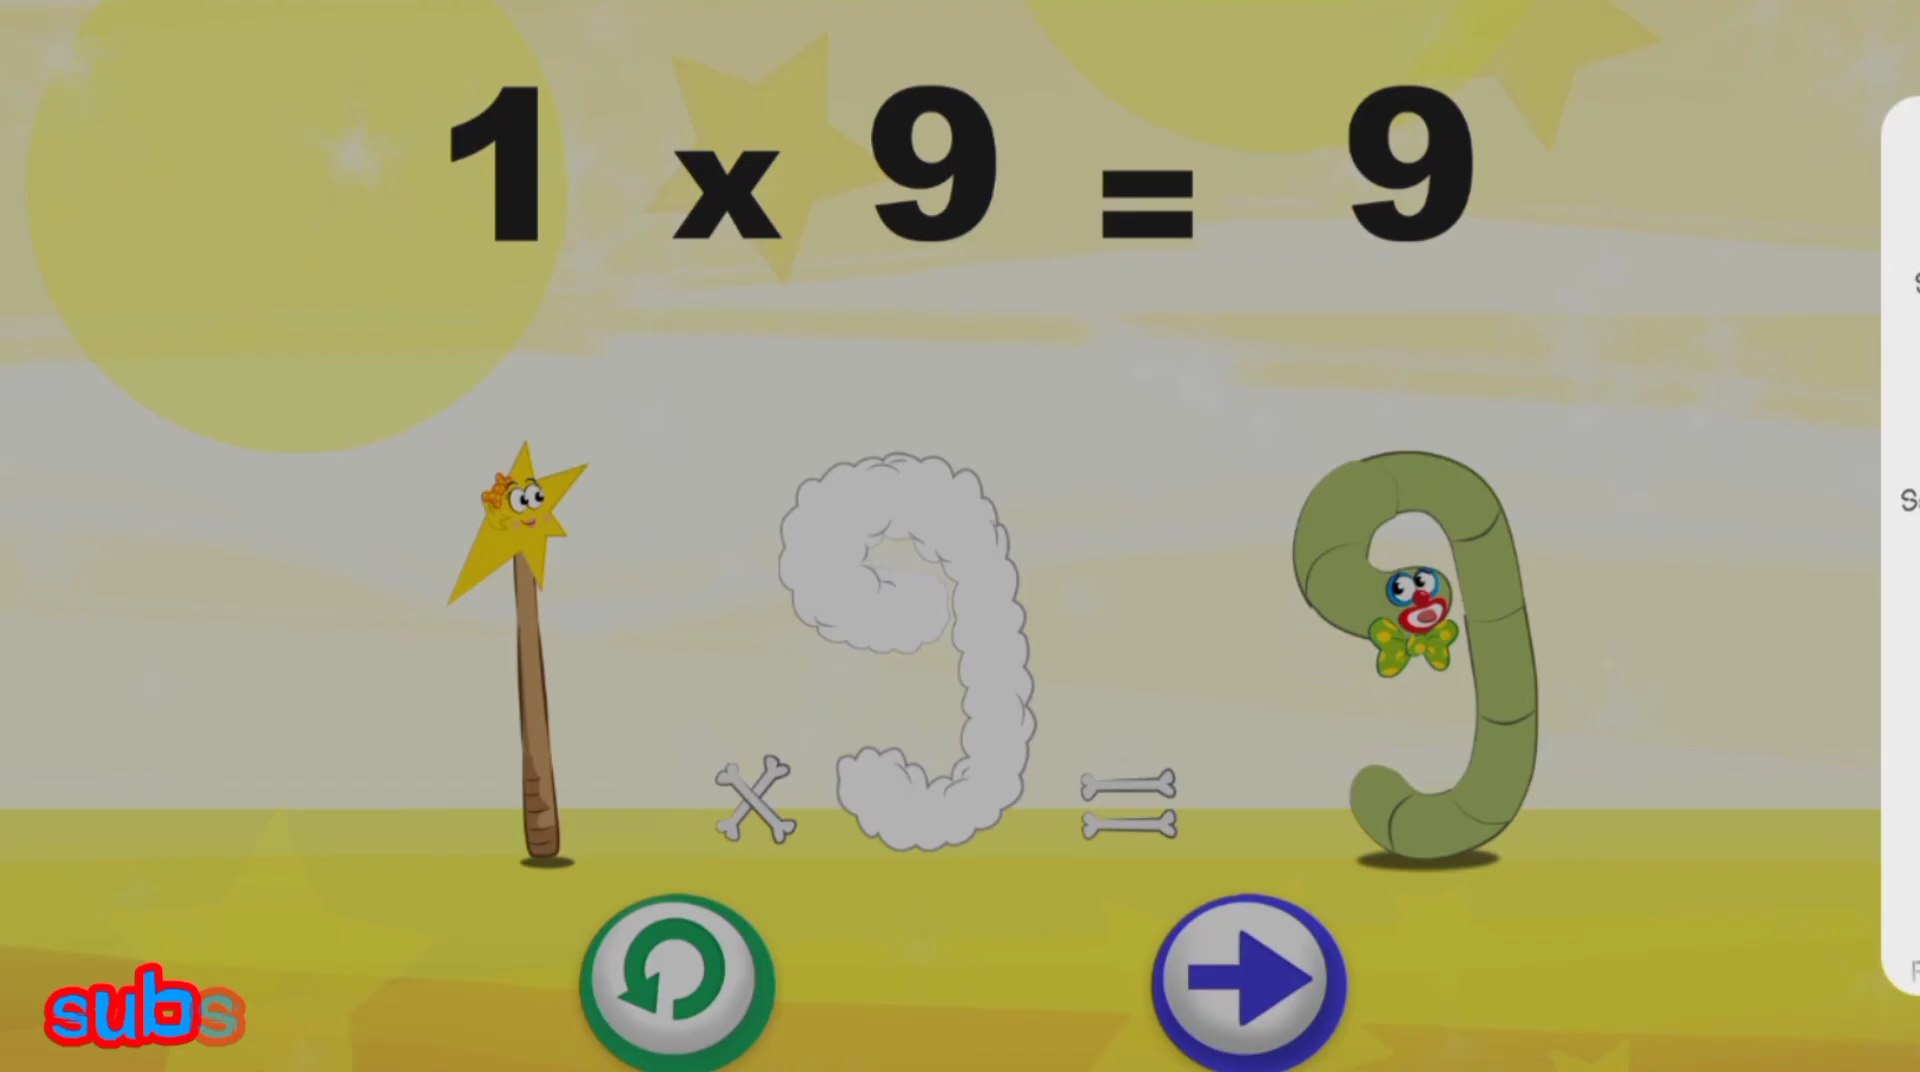 1 x 9 = 9
subs